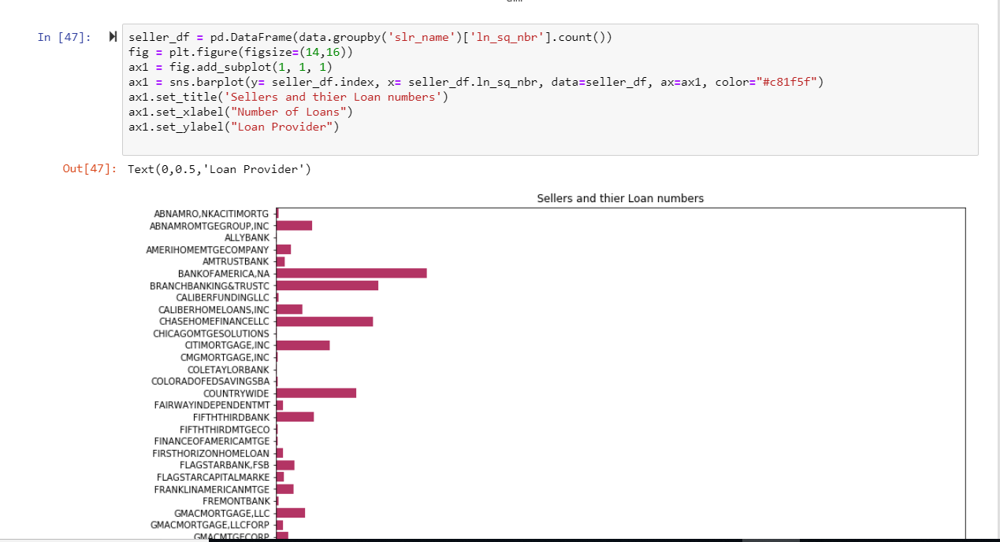 In [47]:
seller_df = pd.DataFrame(data.groupby('slr_name')['ln_sq_nbr'].count())
fig = plt.figure(figsize=(14,16))
ax1 = fig.add_subplot(1, 1, 1)
ax1 = sns.barplot(y= seller_df.index, x= seller_df.ln_sq_nbr, data=seller_df, ax=ax1, color="#c81f5f")
ax1.set_title('Sellers and thier Loan numbers')
ax1.set_xlabel("Number of Loans")
ax1.set_ylabel("Loan Provider")
Out[47]: Text(0,0.5,'Loan Provider')
Sellers and thier Loan numbers
ABNAMRO,NKACITIMORTG
ABNAMROMTGEGROUP,INC
ALLYBANK
AMERIHOMEMTGECOMPANY
AMTRUSTBANK
BANKOFAMERICA,NA
BRANCHBANKING&TRUSTC
CALIBERFUNDINGLLC
CALIBERHOMELOANS,INC
CHASEHOMEFINANCELLC
CHICAGOMTGESOLUTIONS
CITIMORTGAGE,INC
CMGMORTGAGE,INC
COLETAYLORBANK
COLORADOFEDSAVINGSBA
COUNTRYWIDE
FAIRWAYINDEPENDENTMT
FIFTHTHIRDBANK
FIFTHTHIRDMTGECO
FINANCEOFAMERICAMTGE
FIRSTHORIZONHOMELOAN
FLAGSTARBANK,FSB
FLAGSTARCAPITALMARKE
FRANKLINAMERICANMTGE
FREMONTBANK
GMACMORTGAGE,LLC
GMACMORTGAGE,LLCFORP
GMACMTGECORP